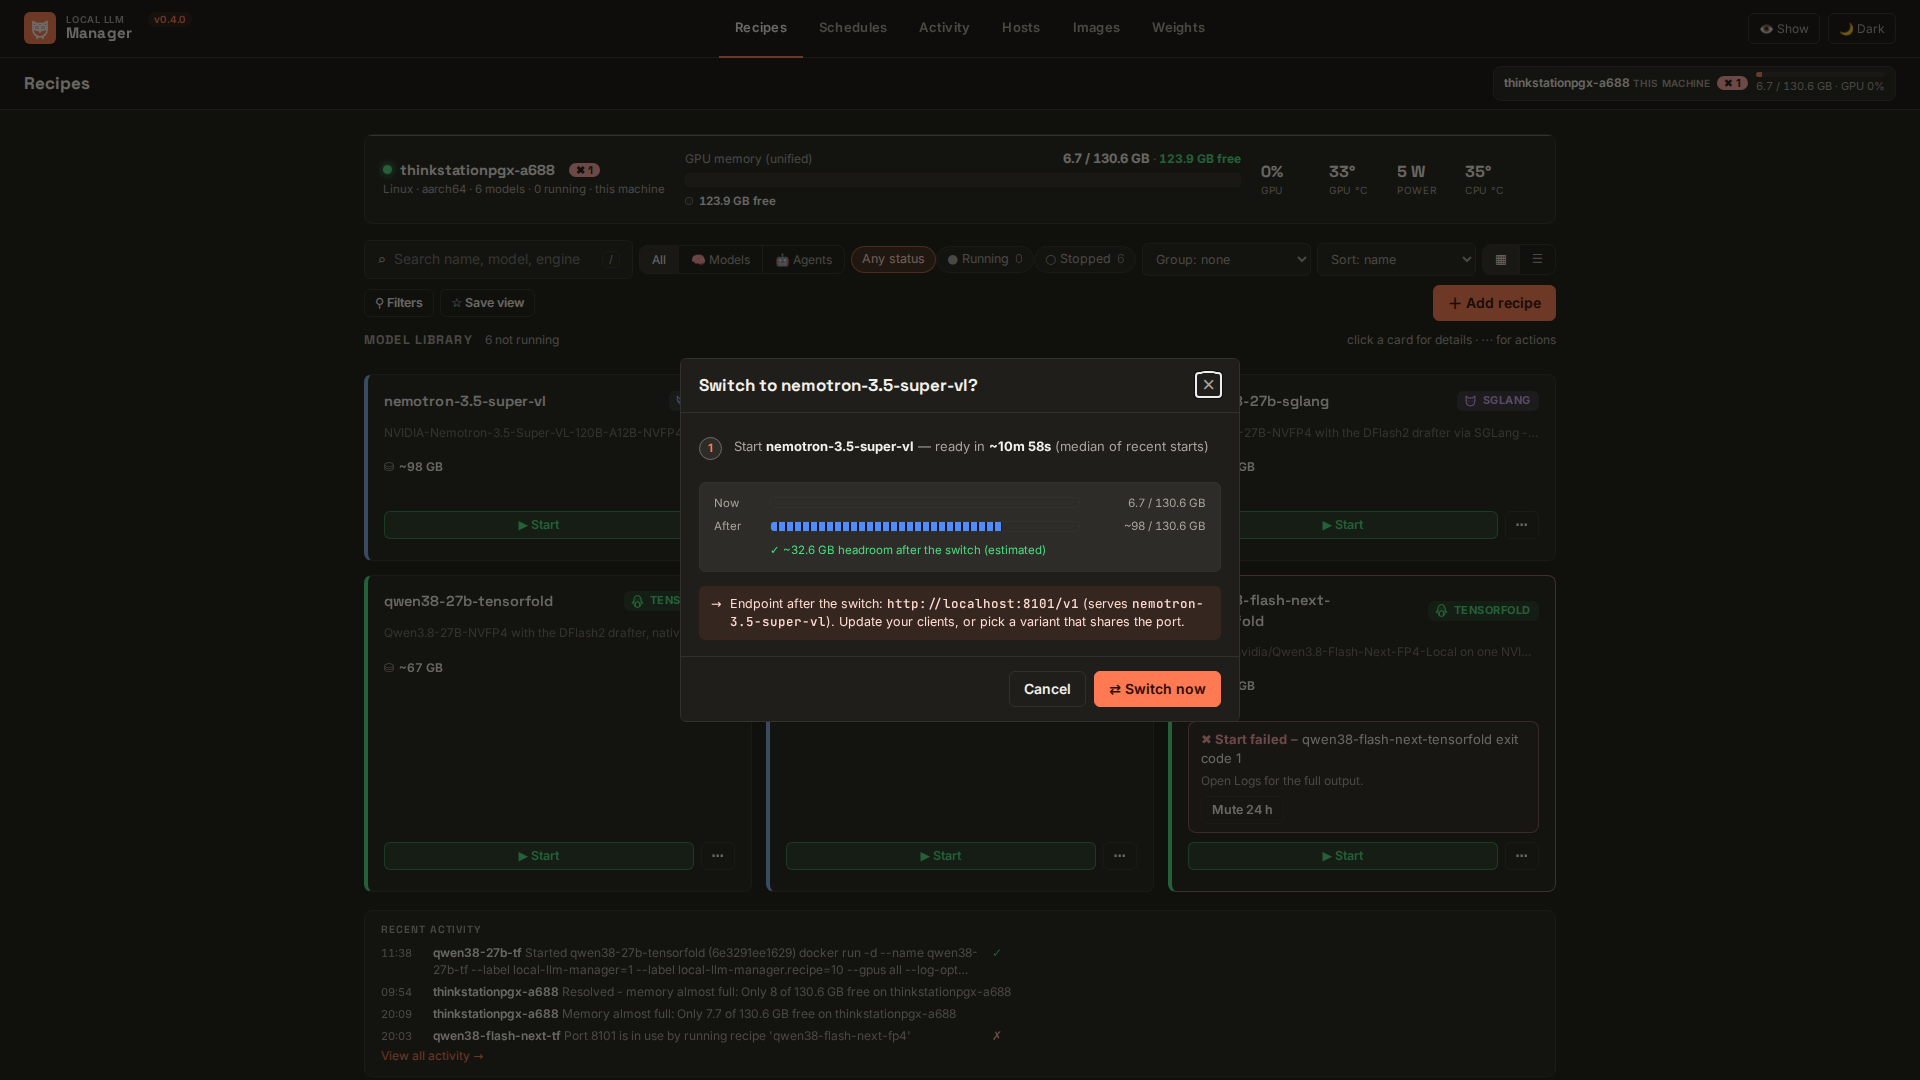 LOCAL LLM
Manager
v0.4.0
Recipes
Schedules
Activity
Hosts
Images
Weights
Show
Dark
Recipes
thinkstationpgx-a688 THIS MACHINE ✖ 1 6.7 / 130.6 GB · GPU 0%
thinkstationpgx-a688 ✖ 1
Linux · aarch64 · 6 models · 0 running · this machine
GPU memory (unified)
6.7 / 130.6 GB · 123.9 GB free
123.9 GB free
0%
GPU
33°
GPU °C
5 W
POWER
35°
CPU °C
Search name, model, engine /
All
Models
Agents
Any status
Running 0
Stopped 6
Group: none
Sort: name
Filters
☆ Save view
+ Add recipe
MODEL LIBRARY 6 not running
click a card for details · ⋯ for actions
nemotron-3.5-super-vl
NVIDIA-Nemotron-3.5-Super-VL-120B-A12B-NVFP4
~98 GB
▶ Start
-27b-sglang
SGLANG
27B-NVFP4 with the DFlash2 drafter via SGLang -...
GB
▶ Start
⋯
Switch to nemotron-3.5-super-vl?
✕
1 Start nemotron-3.5-super-vl — ready in ~10m 58s (median of recent starts)
Now 6.7 / 130.6 GB
After ~98 / 130.6 GB
✓ ~32.6 GB headroom after the switch (estimated)
→ Endpoint after the switch: http://localhost:8101/v1 (serves nemotron-
3.5-super-vl). Update your clients, or pick a variant that shares the port.
Cancel
⇄ Switch now
qwen38-27b-tensorfold
TENS
Qwen3.8-27B-NVFP4 with the DFlash2 drafter, nati
~67 GB
▶ Start
⋯
▶ Start
⋯
-flash-next-
fold
TENSORFOLD
vidia/Qwen3.8-Flash-Next-FP4-Local on one NVI...
GB
✖ Start failed – qwen38-flash-next-tensorfold exit
code 1
Open Logs for the full output.
Mute 24 h
▶ Start
⋯
RECENT ACTIVITY
11:38 qwen38-27b-tf Started qwen38-27b-tensorfold (6e3291ee1629) docker run -d --name qwen38- ✓
27b-tf --label local-llm-manager=1 --label local-llm-manager.recipe=10 --gpus all --log-opt...
09:54 thinkstationpgx-a688 Resolved - memory almost full: Only 8 of 130.6 GB free on thinkstationpgx-a688
20:09 thinkstationpgx-a688 Memory almost full: Only 7.7 of 130.6 GB free on thinkstationpgx-a688
20:03 qwen38-flash-next-tf Port 8101 is in use by running recipe 'qwen38-flash-next-fp4' ✗
View all activity →